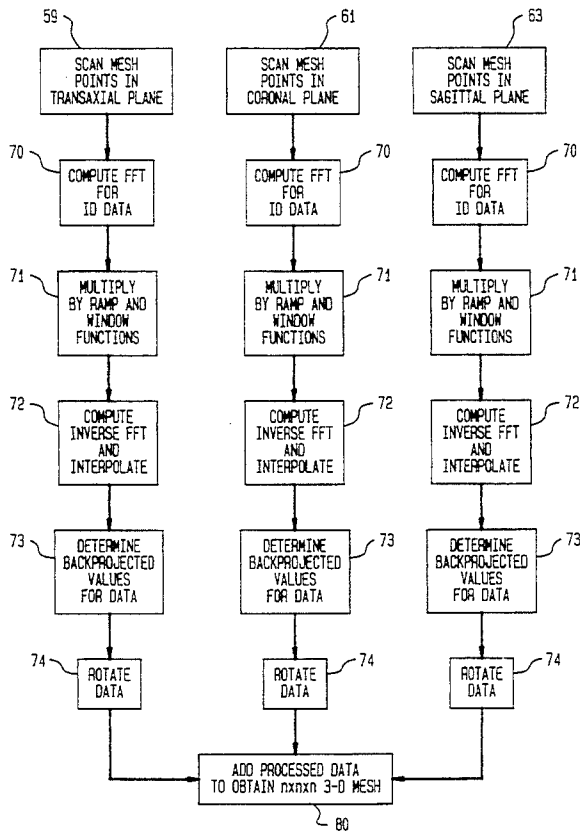 59
61
63
SCAN MESH
POINTS IN
TRANSAXIAL PLANE
SCAN MESH
POINTS IN
CORONAL PLANE
SCAN MESH
POINTS IN
SAGITTAL PLANE
70
70
70
COMPUTE FFT
FOR
ID DATA
COMPUTE FFT
FOR
ID DATA
COMPUTE FFT
FOR
ID DATA
71
71
71
MULTIPLY
BY RAMP AND
WINDOW
FUNCTIONS
MULTIPLY
BY RAMP AND
WINDOW
FUNCTIONS
MULTIPLY
BY RAMP AND
WINDOW
FUNCTIONS
72
72
72
COMPUTE
INVERSE FFT
AND
INTERPOLATE
COMPUTE
INVERSE FFT
AND
INTERPOLATE
COMPUTE
INVERSE FFT
AND
INTERPOLATE
73
73
73
DETERMINE
BACKPROJECTED
VALUES
FOR DATA
DETERMINE
BACKPROJECTED
VALUES
FOR DATA
DETERMINE
BACKPROJECTED
VALUES
FOR DATA
74
74
74
ROTATE
DATA
ROTATE
DATA
ROTATE
DATA
ADD PROCESSED DATA
TO OBTAIN nxnxn 3-D MESH
80